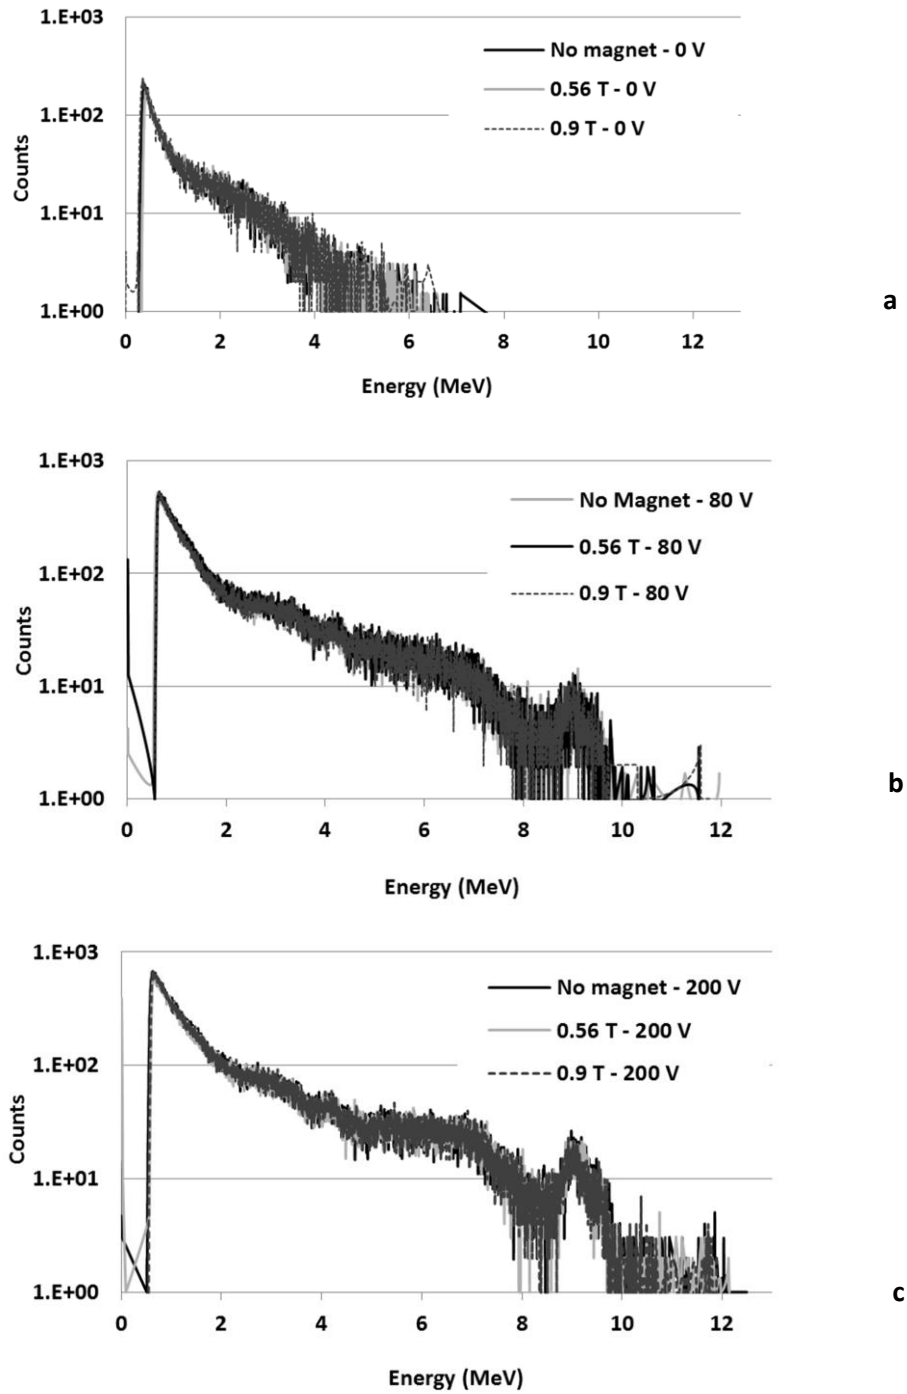 1.E+03
No magnet - 0 V
0.56 T - 0 V
0.9 T - 0 V
1.E+02
Counts
1.E+01
1.E+00
a
0 2 4 6 8 10 12
Energy (MeV)
1.E+03
No Magnet - 80 V
0.56 T - 80 V
0.9 T - 80 V
1.E+02
Counts
1.E+01
1.E+00
b
0 2 4 6 8 10 12
Energy (MeV)
1.E+03
No magnet - 200 V
0.56 T - 200 V
0.9 T - 200 V
1.E+02
Counts
1.E+01
1.E+00
c
0 2 4 6 8 10 12
Energy (MeV)